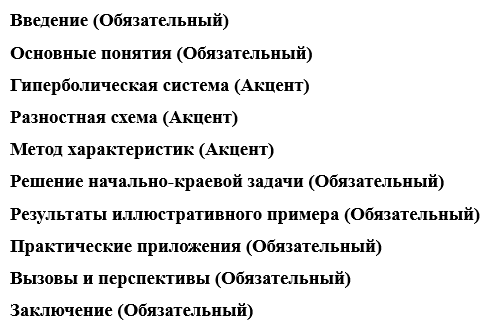 Введение (Обязательный)
Основные понятия (Обязательный)
Гиперболическая система (Акцент)
Разностная схема (Акцент)
Метод характеристик (Акцент)
Решение начально-краевой задачи (Обязательный)
Результаты иллюстративного примера (Обязательный)
Практические приложения (Обязательный)
Вызовы и перспективы (Обязательный)
Заключение (Обязательный)